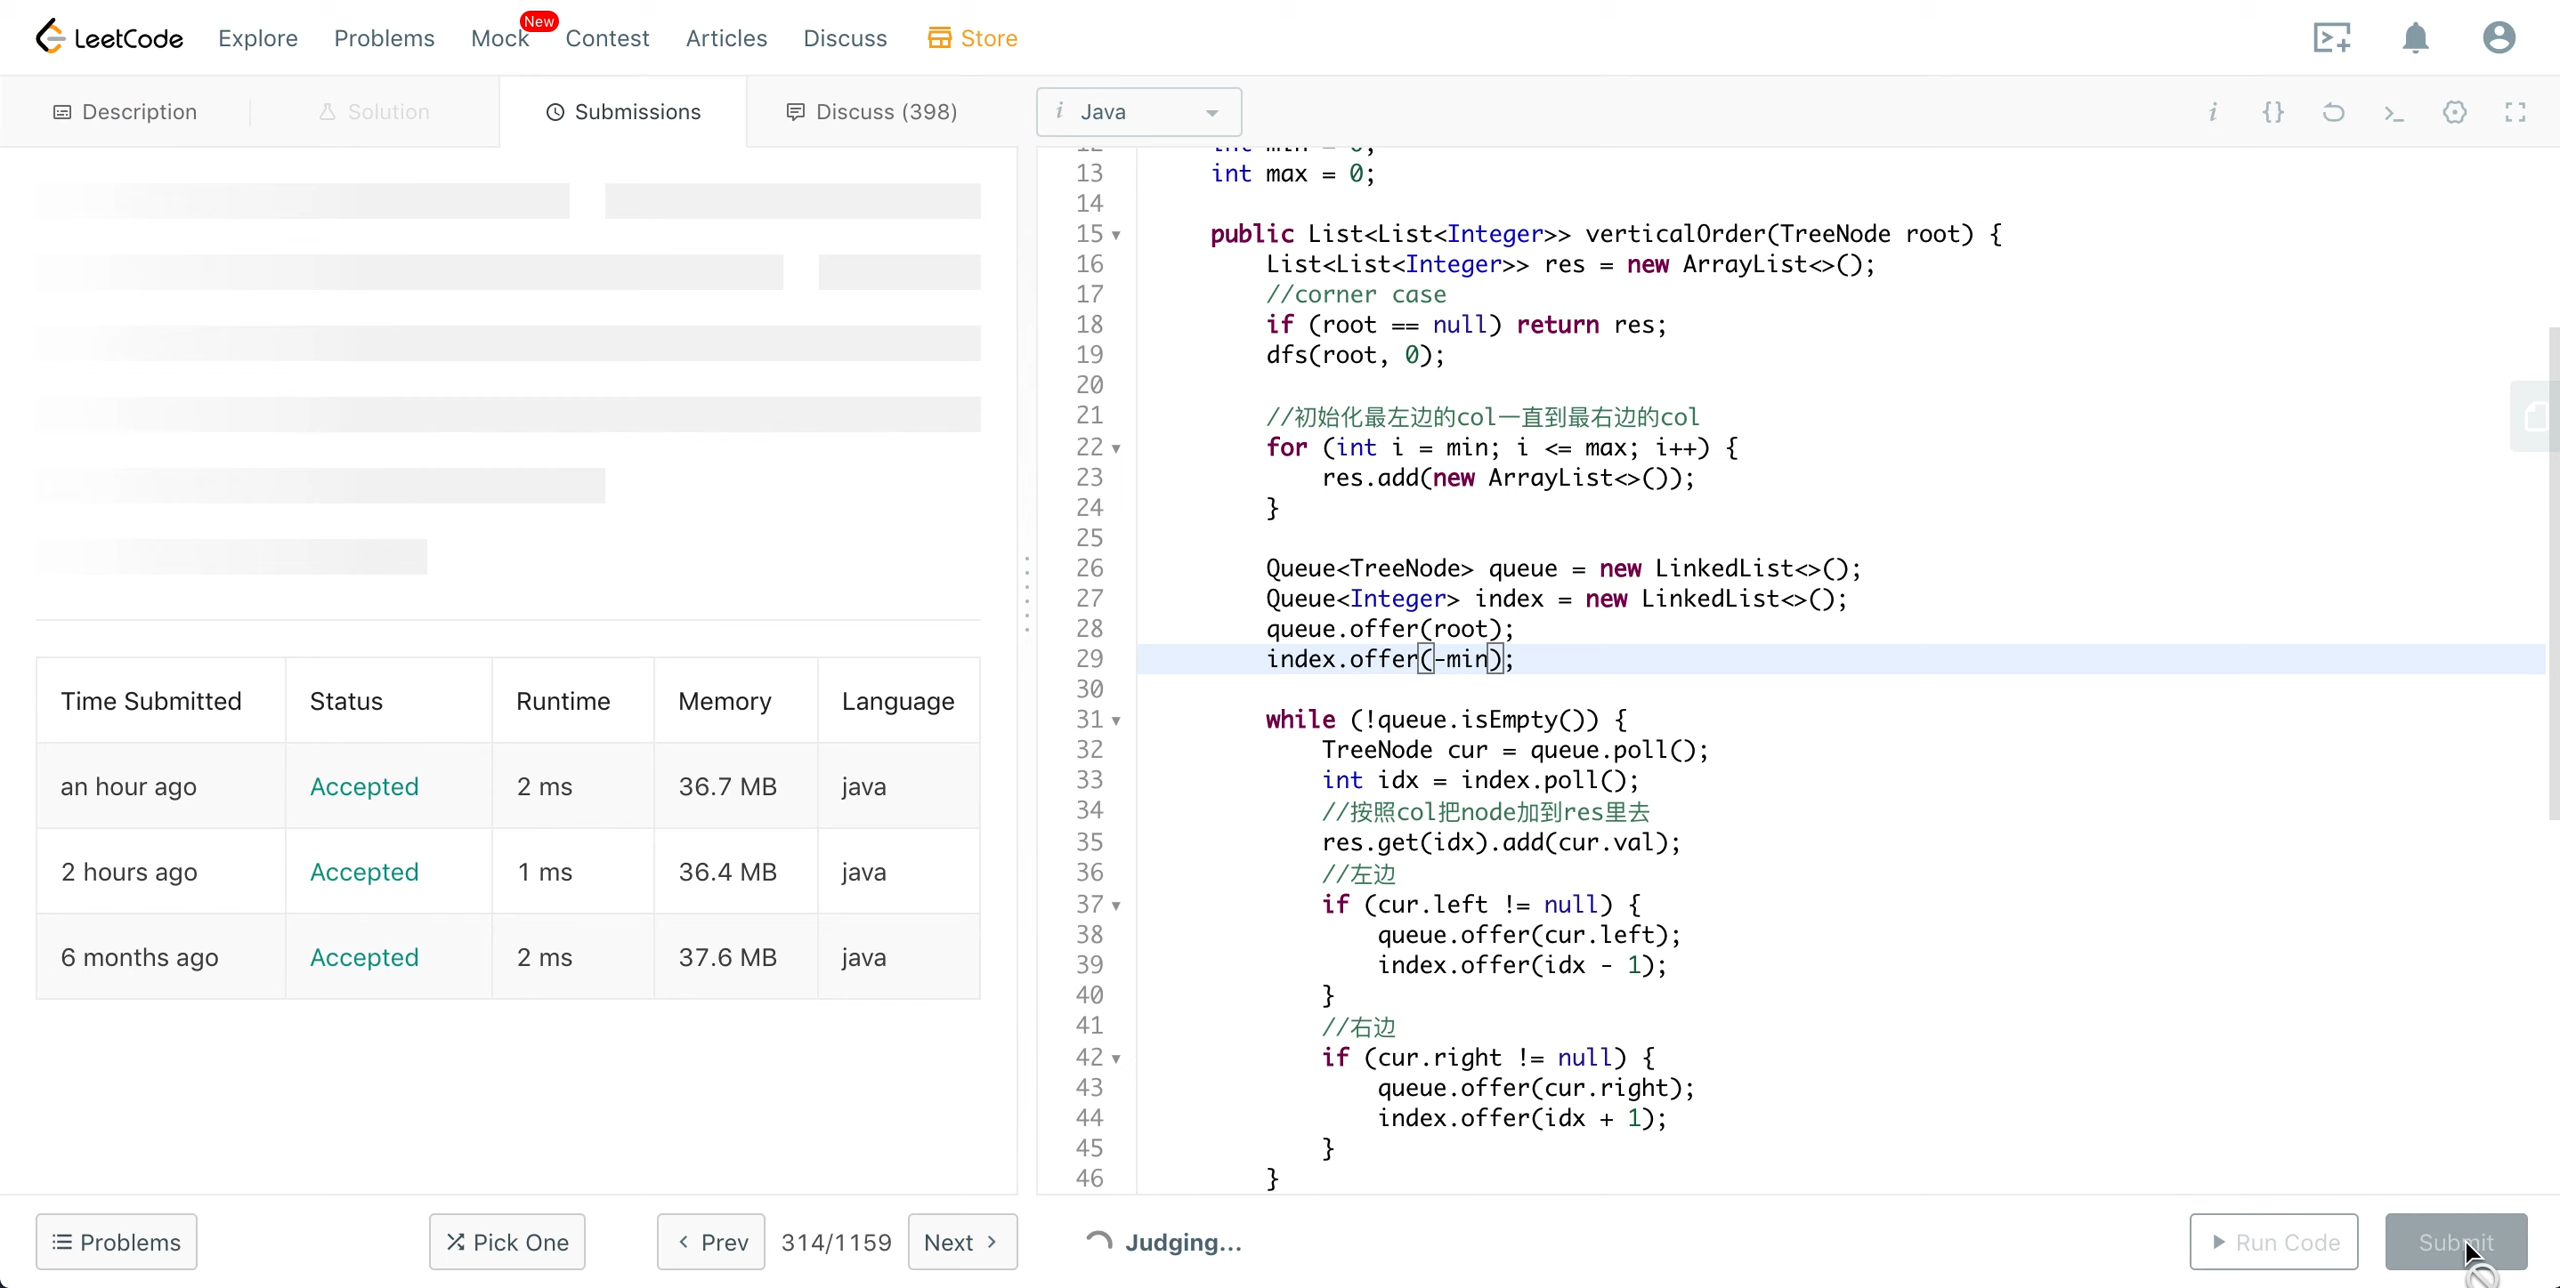 LeetCode Explore Problems Mock New Contest Articles Discuss Store
Description Solution Submissions Discuss (398)
Time Submitted Status Runtime Memory Language
an hour ago Accepted 2 ms 36.7 MB java
2 hours ago Accepted 1 ms 36.4 MB java
6 months ago Accepted 2 ms 37.6 MB java
i Java i {}
13 int max = 0;
14
15 public List<List<Integer>> verticalOrder(TreeNode root) {
16 List<List<Integer>> res = new ArrayList<>();
17 //corner case
18 if (root == null) return res;
19 dfs(root, 0);
20
21 //初始化最左边的col一直到最右边的col
22 for (int i = min; i <= max; i++) {
23 res.add(new ArrayList<>());
24 }
25
26 Queue<TreeNode> queue = new LinkedList<>();
27 Queue<Integer> index = new LinkedList<>();
28 queue.offer(root);
29 index.offer(-min);
30
31 while (!queue.isEmpty()) {
32 TreeNode cur = queue.poll();
33 int idx = index.poll();
34 //按照col把node加到res里去
35 res.get(idx).add(cur.val);
36 //左边
37 if (cur.left != null) {
38 queue.offer(cur.left);
39 index.offer(idx - 1);
40 }
41 //右边
42 if (cur.right != null) {
43 queue.offer(cur.right);
44 index.offer(idx + 1);
45 }
46 }
Problems Pick One Prev 314/1159 Next Judging... Run Code Submit